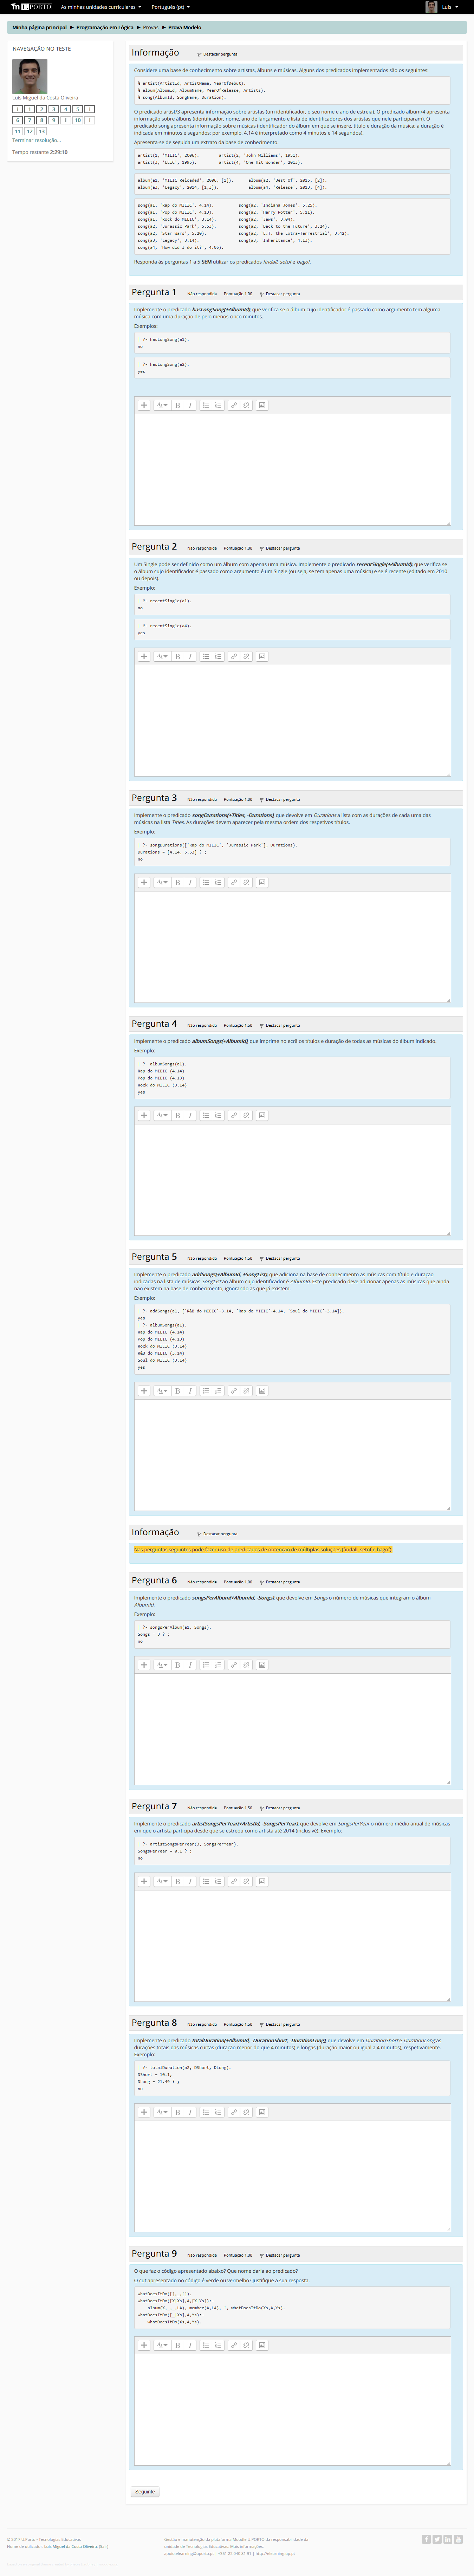 U.PORTO As minhas unidades curriculares Português (pt) Luís
Minha página principal ► Programação em Lógica ► Provas ► Prova Modelo
NAVEGAÇÃO NO TESTE
Luís Miguel da Costa Oliveira
i 1 2 3 4 5 i
6 7 8 9 i 10 i
11 12 13
Terminar resolução...
Tempo restante 2:29:18
Informação
Destacar pergunta
Considere uma base de conhecimento sobre artistas, álbuns e músicas. Alguns dos predicados implementados são os seguintes:
% artist(ArtistId, ArtistName, YearOfDebut).
% album(AlbumId, AlbumName, YearOfRelease, Artists).
% song(AlbumId, SongName, Duration).
O predicado artist/3 apresenta informação sobre artistas (um identificador, o seu nome e ano de estreia). O predicado album/4 apresenta
informação sobre álbuns (identificador, nome, ano de lançamento e lista de identificadores dos artistas que nele participaram). O
predicado song apresenta informação sobre músicas (identificador do álbum em que se insere, título e duração da música; a duração é
indicada em minutos e segundos; por exemplo, 4.14 é interpretado como 4 minutos e 14 segundos).
Apresenta-se de seguida um extrato da base de conhecimento.
artist(1, 'MIEIC', 2006). artist(2, 'John Williams', 1951).
artist(3, 'LEIC', 1995). artist(4, 'One Hit Wonder', 2013).
album(a1, 'MIEIC Reloaded', 2006, [1]). album(a2, 'Best Of', 2015, [2]).
album(a3, 'Legacy', 2014, [1,3]). album(a4, 'Release', 2013, [4]).
song(a1, 'Rap do MIEIC', 4.14). song(a2, 'Indiana Jones', 5.25).
song(a1, 'Pop do MIEIC', 4.13). song(a2, 'Harry Potter', 5.11).
song(a1, 'Rock do MIEIC', 3.14). song(a2, 'Jaws', 3.04).
song(a2, 'Jurassic Park', 5.53). song(a2, 'Back to the Future', 3.24).
song(a2, 'Star Wars', 5.20). song(a2, 'E.T. the Extra-Terrestrial', 3.42).
song(a3, 'Legacy', 3.14). song(a3, 'Inheritance', 4.13).
song(a4, 'How did I do it?', 4.05).
Responda às perguntas 1 a 5 SEM utilizar os predicados findall, setof e bagof.
Pergunta 1 Não respondida Pontuação 1,00 Destacar pergunta
Implemente o predicado hasLongSong(+AlbumId), que verifica se o álbum cujo identificador é passado como argumento tem alguma
música com uma duração de pelo menos cinco minutos.
Exemplos:
| ?- hasLongSong(a1).
no
| ?- hasLongSong(a2).
yes
Pergunta 2 Não respondida Pontuação 1,00 Destacar pergunta
Um Single pode ser definido como um álbum com apenas uma música. Implemente o predicado recentSingle(+AlbumId), que verifica se
o álbum cujo identificador é passado como argumento é um Single (ou seja, se tem apenas uma música) e se é recente (editado em 2010
ou depois).
Exemplo:
| ?- recentSingle(a1).
no
| ?- recentSingle(a4).
yes
Pergunta 3 Não respondida Pontuação 1,00 Destacar pergunta
Implemente o predicado songDurations(+Titles, -Durations), que devolve em Durations a lista com as durações de cada uma das
músicas na lista Titles. As durações devem aparecer pela mesma ordem dos respetivos títulos.
Exemplo:
| ?- songDurations(['Rap do MIEIC', 'Jurassic Park'], Durations).
Durations = [4.14, 5.53] ? ;
no
Pergunta 4 Não respondida Pontuação 1,50 Destacar pergunta
Implemente o predicado albumSongs(+AlbumId), que imprime no ecrã os títulos e duração de todas as músicas do álbum indicado.
Exemplo:
| ?- albumSongs(a1).
Rap do MIEIC (4.14)
Pop do MIEIC (4.13)
Rock do MIEIC (3.14)
yes
Pergunta 5 Não respondida Pontuação 1,50 Destacar pergunta
Implemente o predicado addSongs(+AlbumId, +SongList), que adiciona na base de conhecimento as músicas com título e duração
indicadas na lista de músicas SongList ao álbum cujo identificador é AlbumId. Este predicado deve adicionar apenas as músicas que ainda
não existem na base de conhecimento, ignorando as que já existem.
Exemplo:
| ?- addSongs(a1, ['R&B do MIEIC'-3.14, 'Rap do MIEIC'-4.14, 'Soul do MIEIC'-3.14]).
yes
| ?- albumSongs(a1).
Rap do MIEIC (4.14)
Pop do MIEIC (4.13)
Rock do MIEIC (3.14)
R&B do MIEIC (3.14)
Soul do MIEIC (3.14)
yes
Informação
Destacar pergunta
Nas perguntas seguintes pode fazer uso de predicados de obtenção de múltiplas soluções (findall, setof e bagof).
Pergunta 6 Não respondida Pontuação 1,00 Destacar pergunta
Implemente o predicado songsPerAlbum(+AlbumId, -Songs), que devolve em Songs o número de músicas que integram o álbum
AlbumId.
Exemplo:
| ?- songsPerAlbum(a1, Songs).
Songs = 3 ? ;
no
Pergunta 7 Não respondida Pontuação 1,50 Destacar pergunta
Implemente o predicado artistSongsPerYear(+ArtistId, -SongsPerYear), que devolve em SongsPerYear o número médio anual de músicas
em que o artista participa desde que se estreou como artista até 2014 (inclusivé). Exemplo:
| ?- artistSongsPerYear(3, SongsPerYear).
SongsPerYear = 0.1 ? ;
no
Pergunta 8 Não respondida Pontuação 1,50 Destacar pergunta
Implemente o predicado totalDuration(+AlbumId, -DurationShort, -DurationLong), que devolve em DurationShort e DurationLong as
durações totais das músicas curtas (duração menor do que 4 minutos) e longas (duração maior ou igual a 4 minutos), respetivamente.
Exemplo:
| ?- totalDuration(a2, DShort, DLong).
DShort = 10.1,
DLong = 21.49 ? ;
no
Pergunta 9 Não respondida Pontuação 1,00 Destacar pergunta
O que faz o código apresentado abaixo? Que nome daria ao predicado?
O cut apresentado no código é verde ou vermelho? Justifique a sua resposta.
whatDoesItDo([],_,[]).
whatDoesItDo([X|Xs],A,[X|Ys]):-
album(X,_,_,LA), member(A,LA), !, whatDoesItDo(Xs,A,Ys).
whatDoesItDo([_|Xs],A,Ys):-
whatDoesItDo(Xs,A,Ys).
Seguinte
© 2017 U.Porto - Tecnologias Educativas
Nome de utilizador: Luís Miguel da Costa Oliveira. (Sair)
Gestão e manutenção da plataforma Moodle U.PORTO da responsabilidade da
unidade de Tecnologias Educativas. Mais informações:
apoio.elearning@uporto.pt | +351 22 040 81 91 | http://elearning.up.pt